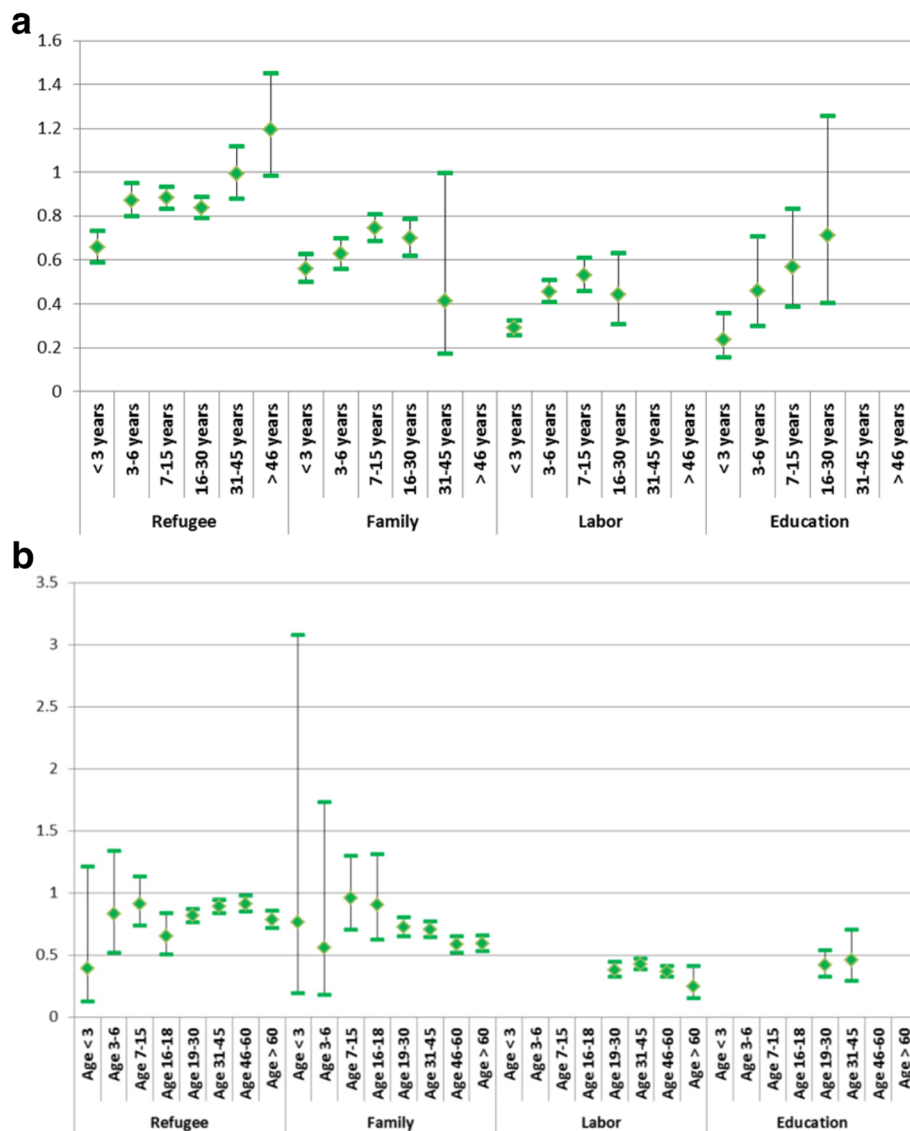 a
1.6
1.4
1.2
1
0.8
0.6
0.4
0.2
0
< 3 years
3-6 years
7-15 years
16-30 years
31-45 years
> 46 years
< 3 years
3-6 years
7-15 years
16-30 years
31-45 years
> 46 years
< 3 years
3-6 years
7-15 years
16-30 years
31-45 years
> 46 years
< 3 years
3-6 years
7-15 years
16-30 years
31-45 years
> 46 years
Refugee Family Labor Education
b
3.5
3
2.5
2
1.5
1
0.5
0
Age < 3
Age 3-6
Age 7-15
Age 16-18
Age 19-30
Age 31-45
Age 46-60
Age > 60
Age < 3
Age 3-6
Age 7-15
Age 16-18
Age 19-30
Age 31-45
Age 46-60
Age > 60
Age < 3
Age 3-6
Age 7-15
Age 16-18
Age 19-30
Age 31-45
Age 46-60
Age > 60
Age < 3
Age 3-6
Age 7-15
Age 16-18
Age 19-30
Age 31-45
Age 46-60
Age > 60
Refugee Family Labor Education